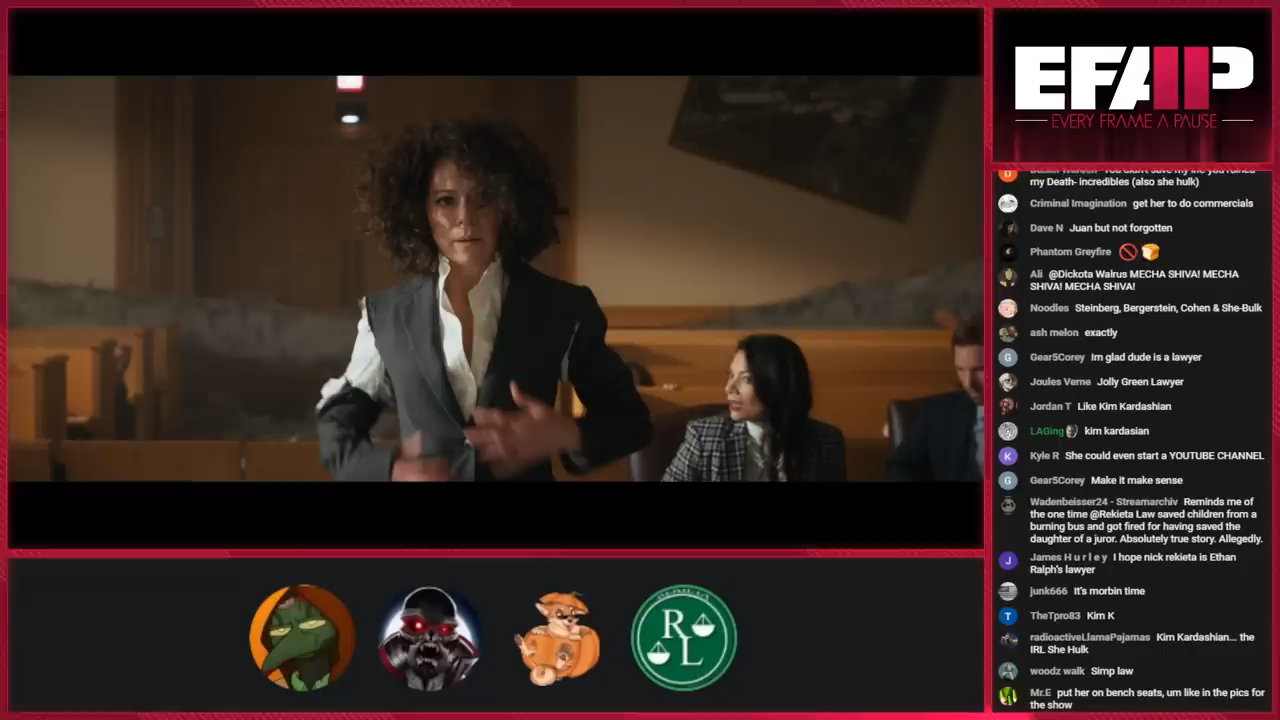 EFAP
EVERY FRAME A PAUSE
my Death- incredibles (also she hulk)
Criminal Imagination get her to do commercials
Dave N Juan but not forgotten
Phantom Greyfire
Ali @Dickota Walrus MECHA SHIVA! MECHA
SHIVA! MECHA SHIVA!
Noodles Steinberg, Bergerstein, Cohen & She-Bulk
ash melon exactly
Gear5Corey Im glad dude is a lawyer
Joules Verne Jolly Green Lawyer
Jordan T Like Kim Kardashian
LAGing kim kardasian
Kyle R She could even start a YOUTUBE CHANNEL
Gear5Corey Make it make sense
Wadenbeisser24 - Streamarchiv Reminds me of
the one time @Rekieta Law saved children from a
burning bus and got fired for having saved the
daughter of a juror. Absolutely true story. Allegedly.
James H u r l e y I hope nick rekieta is Ethan
Ralph's lawyer
junk666 It's morbin time
TheTpro83 Kim K
radioactiveLlamaPajamas Kim Kardashian... the
IRL She Hulk
woodz walk Simp law
Mr.E put her on bench seats, um like in the pics for
the show
D
G
K
G
J
T
R
L